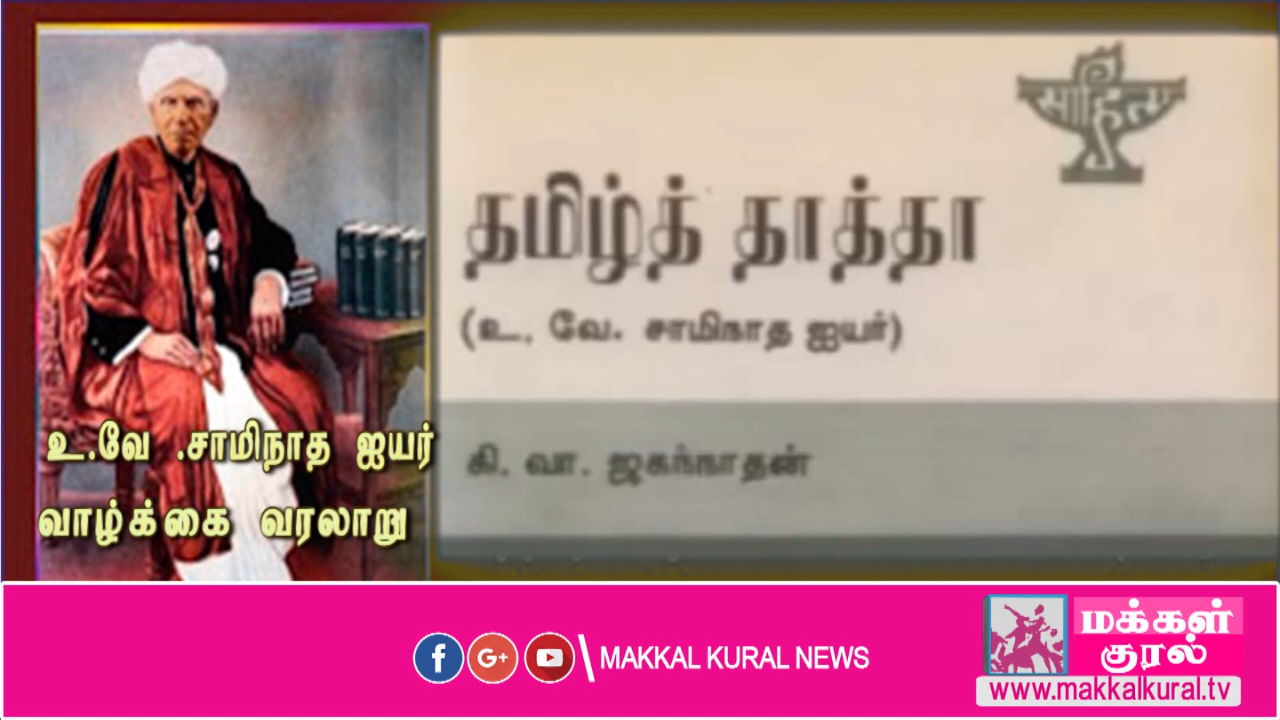 साहित्य
தமிழ்த் தாத்தா
(உ. வே. சாமிநாத ஐயர்)
கி. வா. ஜகந்நாதன்
உ.வே .சாமிநாத ஐயர்
வாழ்க்கை வரலாறு
f G+ \ MAKKAL KURAL NEWS
மக்கள்
குரல்
www.makkalkural.tv